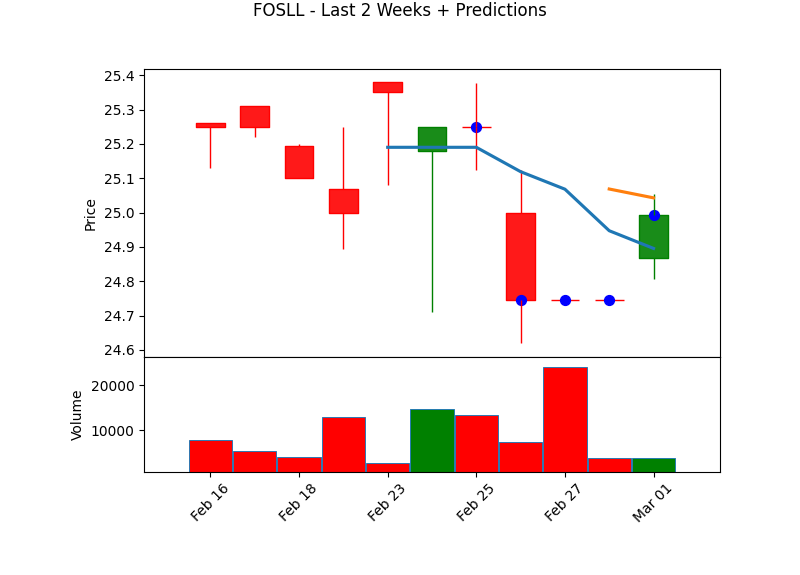 FOSLL - Last 2 Weeks + Predictions
25.4
25.3
25.2
25.1
25.0
24.9
24.8
24.7
24.6
Price
20000
10000
Volume
Feb 16
Feb 18
Feb 23
Feb 25
Feb 27
Mar 01